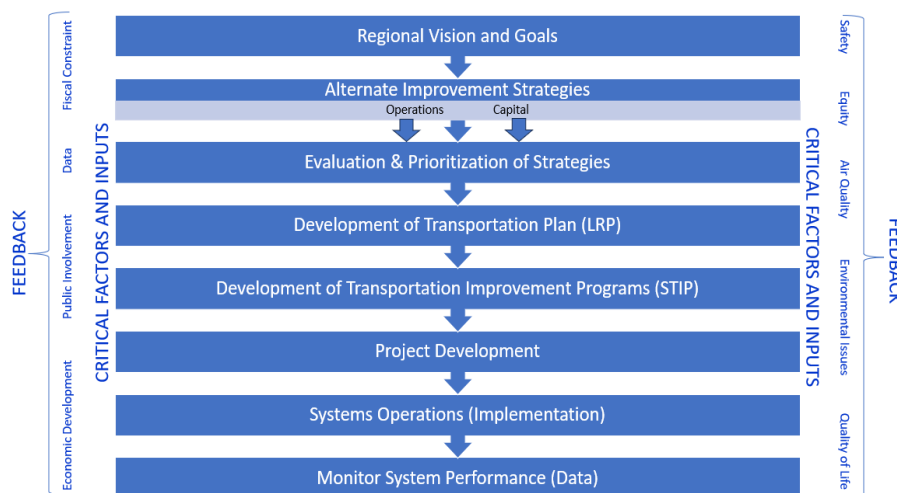 Regional Vision and Goals
Alternate Improvement Strategies
Operations
Capital
Evaluation & Prioritization of Strategies
Development of Transportation Plan (LRP)
Development of Transportation Improvement Programs (STIP)
Project Development
Systems Operations (Implementation)
Monitor System Performance (Data)
FEEDBACK
Fiscal Constraint
Data
Public Involvement
Economic Development
CRITICAL FACTORS AND INPUTS
CRITICAL FACTORS AND INPUTS
Safety
Equity
Air Quality
Environmental Issues
Quality of Life
FEEDBACK